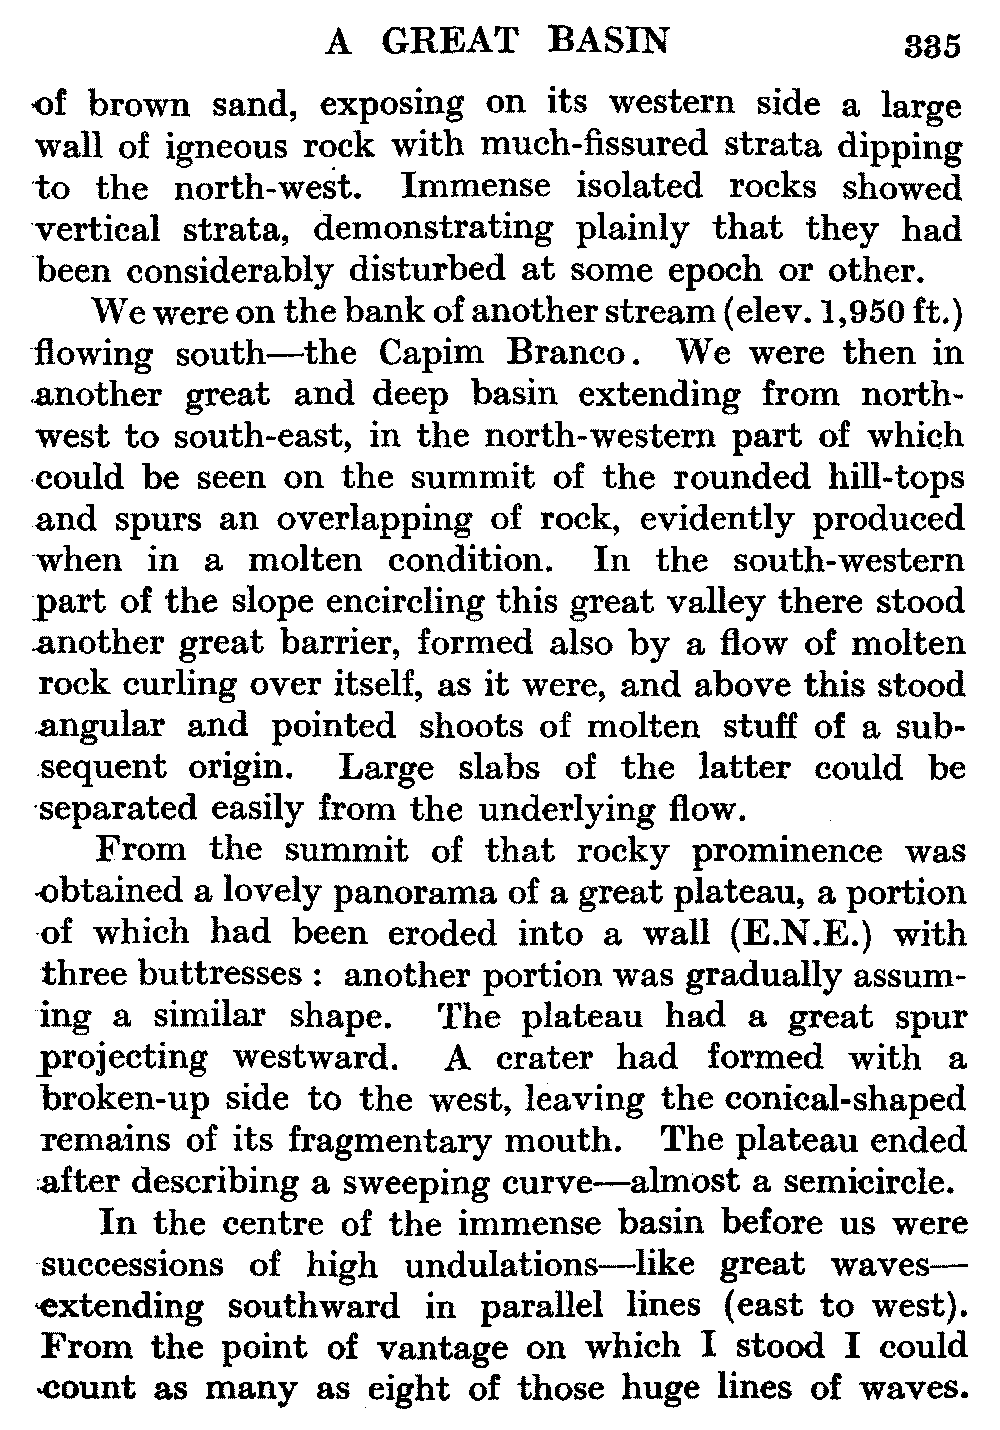 A GREAT BASIN 335
of brown sand, exposing on its western side a large
wall of igneous rock with much-fissured strata dipping
to the north-west. Immense isolated rocks showed
vertical strata, demonstrating plainly that they had
been considerably disturbed at some epoch or other.
We were on the bank of another stream (elev. 1,950 ft.)
flowing south—the Capim Branco. We were then in
another great and deep basin extending from north-
west to south-east, in the north-western part of which
could be seen on the summit of the rounded hill-tops
and spurs an overlapping of rock, evidently produced
when in a molten condition. In the south-western
part of the slope encircling this great valley there stood
another great barrier, formed also by a flow of molten
rock curling over itself, as it were, and above this stood
angular and pointed shoots of molten stuff of a sub-
sequent origin. Large slabs of the latter could be
separated easily from the underlying flow.
From the summit of that rocky prominence was
obtained a lovely panorama of a great plateau, a portion
of which had been eroded into a wall (E.N.E.) with
three buttresses : another portion was gradually assum-
ing a similar shape. The plateau had a great spur
projecting westward. A crater had formed with a
broken-up side to the west, leaving the conical-shaped
remains of its fragmentary mouth. The plateau ended
after describing a sweeping curve—almost a semicircle.
In the centre of the immense basin before us were
successions of high undulations—like great waves—
extending southward in parallel lines (east to west).
From the point of vantage on which I stood I could
count as many as eight of those huge lines of waves.